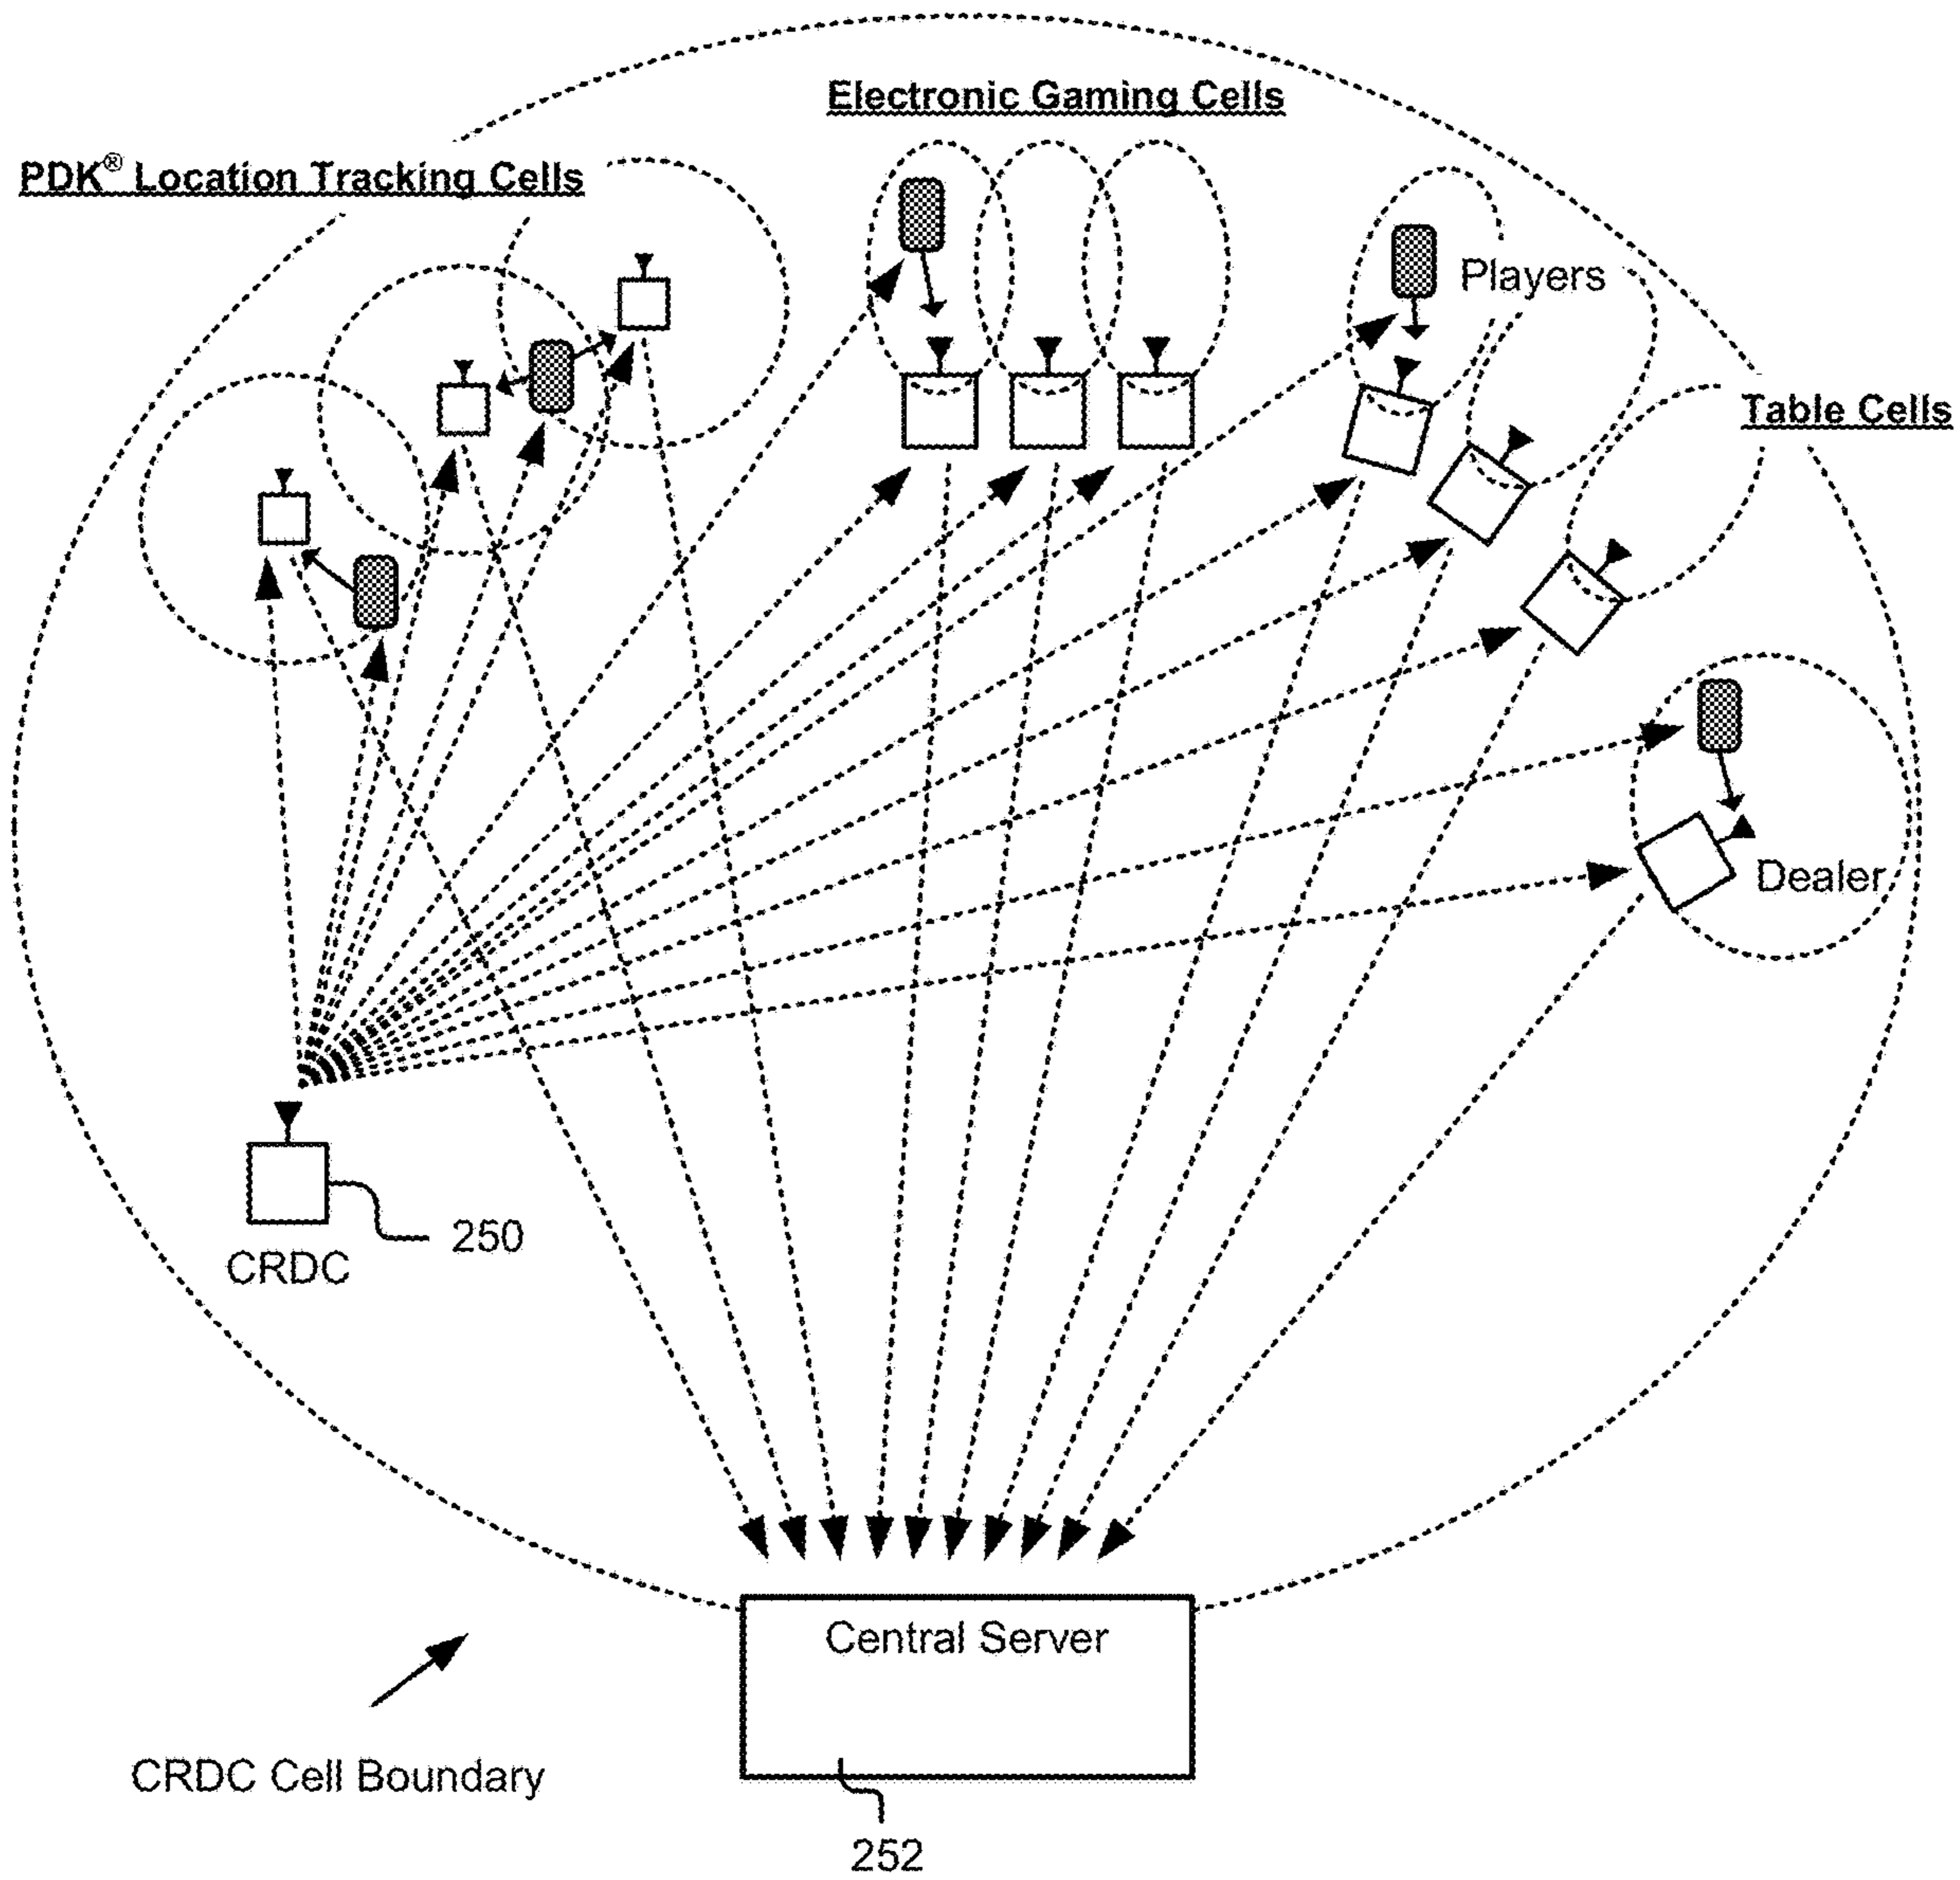 Electronic Gaming Cells
PDK® Location Tracking Cells
Players
Table Cells
Dealer
250
CRDC
Central Server
CRDC Cell Boundary
252